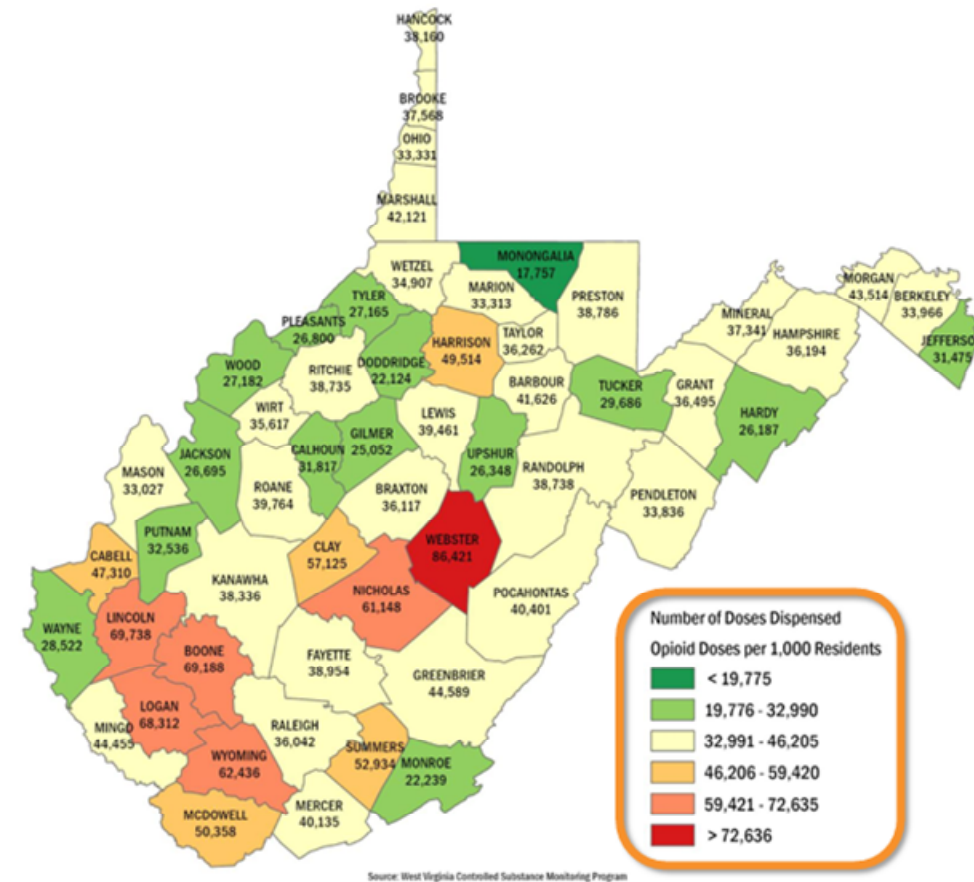 HANCOCK
38,160
BROOKE
37,568
OHIO
33,331
MARSHALL
42,121
WETZEL
34,907
MONONGALIA
17,757
MARION
33,313
PRESTON
38,786
TYLER
27,165
PLEASANTS
26,800
DODDRIDGE
22,124
HARRISON
49,514
TAYLOR
36,262
MORGAN
43,514
BERKELEY
33,966
JEFFERSO
31,475
MINERAL
37,341
HAMPSHIRE
36,194
WOOD
27,182
RITCHIE
38,735
WIRT
35,617
BARBOUR
41,626
TUCKER
29,686
GRANT
36,495
HARDY
26,187
LEWIS
39,461
GILMER
25,052
CALHOUN
31,817
UPSHUR
26,348
RANDOLPH
38,738
JACKSON
26,695
MASON
33,027
ROANE
39,764
BRAXTON
36,117
PENDLETON
33,836
PUTNAM
32,536
CABELL
47,310
CLAY
57,125
WEBSTER
86,421
KANAWHA
38,336
NICHOLAS
61,148
POCAHONTAS
40,401
WAYNE
28,522
LINCOLN
69,738
BOONE
69,188
FAYETTE
38,954
GREENBRIER
44,589
LOGAN
68,312
MINGO
44,455
RALEIGH
36,042
WYOMING
62,436
SUMMERS
52,934
MONROE
22,239
MERCER
40,135
MCDOWELL
50,358
Number of Doses Dispensed
Opioid Doses per 1,000 Residents
< 19,775
19,776 - 32,990
32,991 - 46,205
46,206 - 59,420
59,421 - 72,635
> 72,636
Source: West Virginia Controlled Substance Monitoring Program